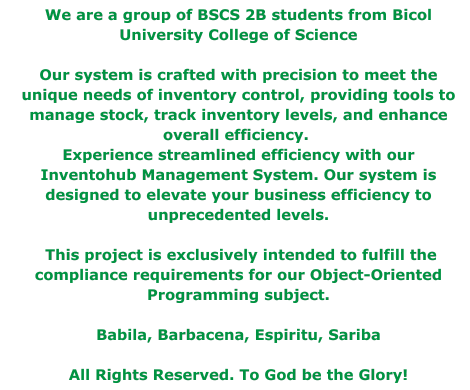 We are a group of BSCS 2B students from Bicol
University College of Science
Our system is crafted with precision to meet the
unique needs of inventory control, providing tools to
manage stock, track inventory levels, and enhance
overall efficiency.
Experience streamlined efficiency with our
Inventohub Management System. Our system is
designed to elevate your business efficiency to
unprecedented levels.
This project is exclusively intended to fulfill the
compliance requirements for our Object-Oriented
Programming subject.
Babila, Barbacena, Espiritu, Sariba
All Rights Reserved. To God be the Glory!